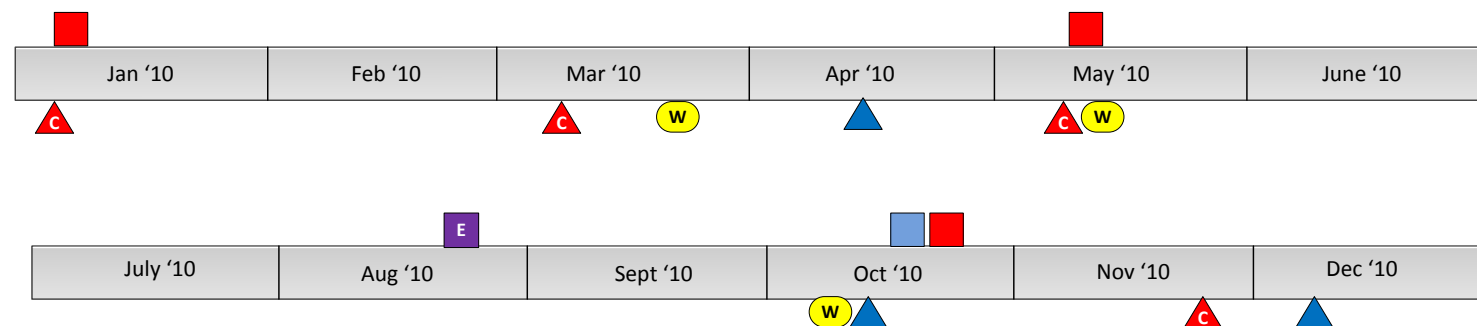 Jan ‘10 Feb ‘10 Mar ‘10 Apr ‘10 May ‘10 June ‘10
C C W C W
E
July ‘10 Aug ‘10 Sept ‘10 Oct ‘10 Nov ‘10 Dec ‘10
W C